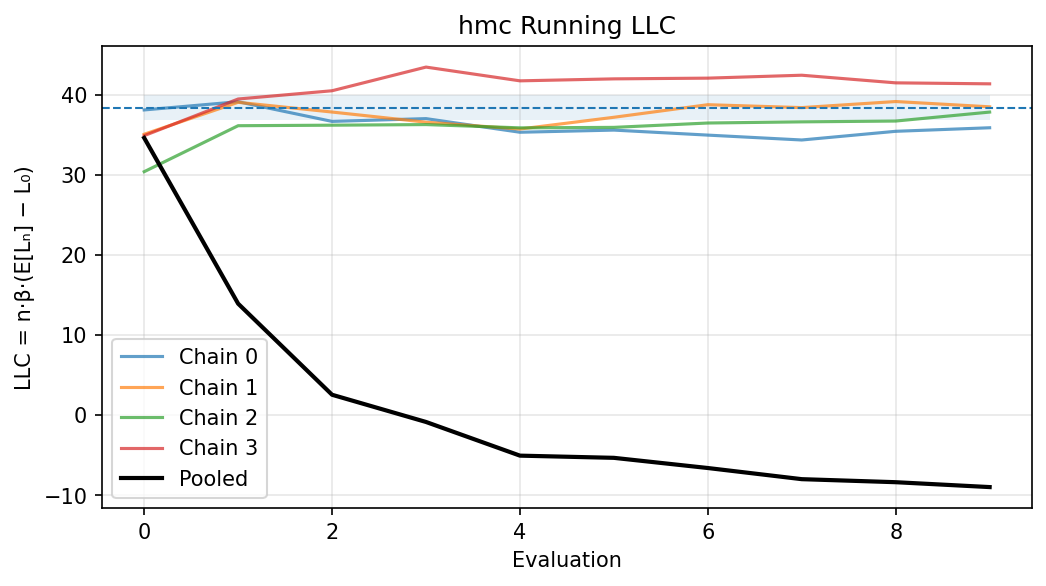 hmc Running LLC
LLC = n·β·(E[Lₙ] − L₀)
40
30
20
10
0
−10
Chain 0
Chain 1
Chain 2
Chain 3
Pooled
0 2 4 6 8
Evaluation